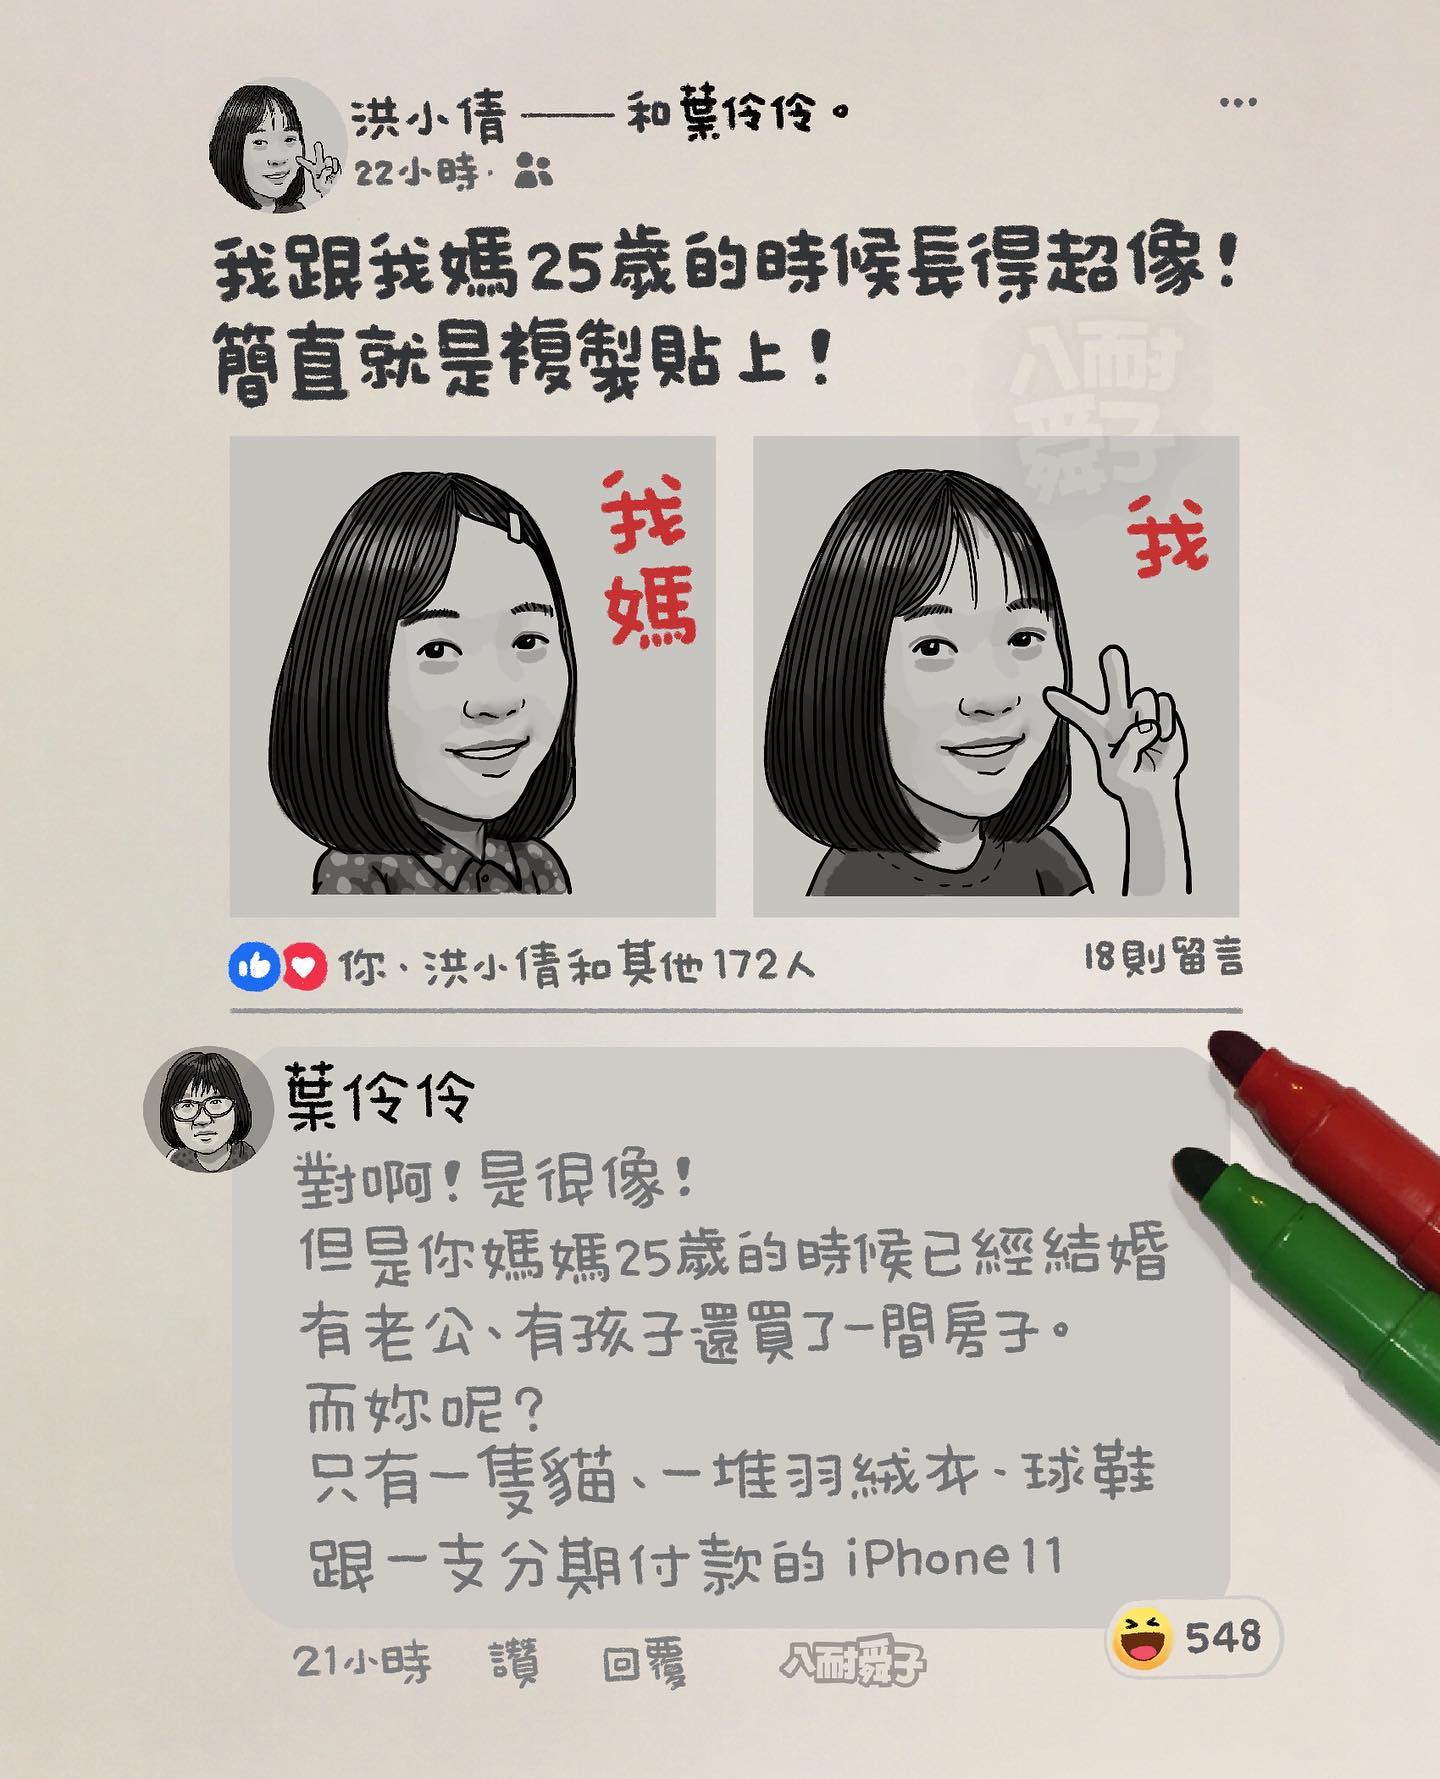 洪小倩——和葉伶伶。
22小時·
我跟我媽25歲的時候長得超像!
簡直就是複製貼上!
八耐
舜子
我
媽
我
你、洪小倩和其他172人
18則留言
葉伶伶
對啊!是很像!
但是你媽媽25歲的時候已經結婚
有老公、有孩子還買了一間房子。
而妳呢?
只有一隻貓、一堆羽絨衣、球鞋
跟一支分期付款的 iPhone11
21小時 讚 回覆
八耐舜子
548